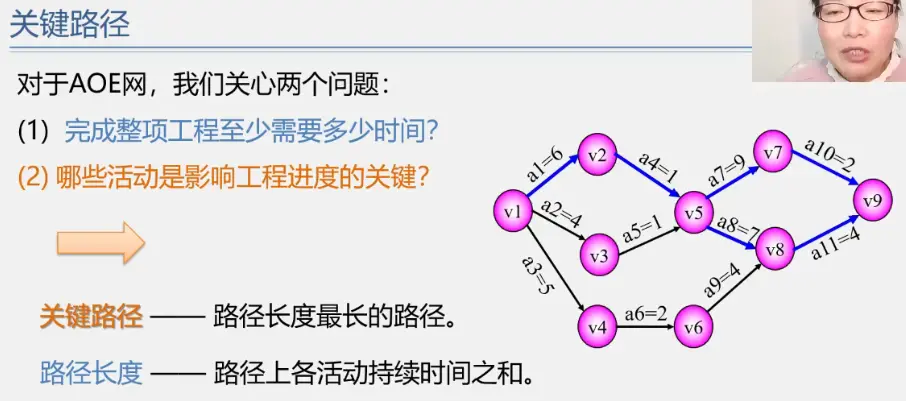 关键路径
对于AOE网，我们关心两个问题：
(1) 完成整项工程至少需要多少时间？
(2) 哪些活动是影响工程进度的关键？
关键路径 —— 路径长度最长的路径。
路径长度 —— 路径上各活动持续时间之和。
v1
v2
v3
v4
v5
v6
v7
v8
v9
a1=6
a2=4
a3=5
a4=1
a5=1
a6=2
a7=9
a8=7
a9=4
a10=2
a11=4